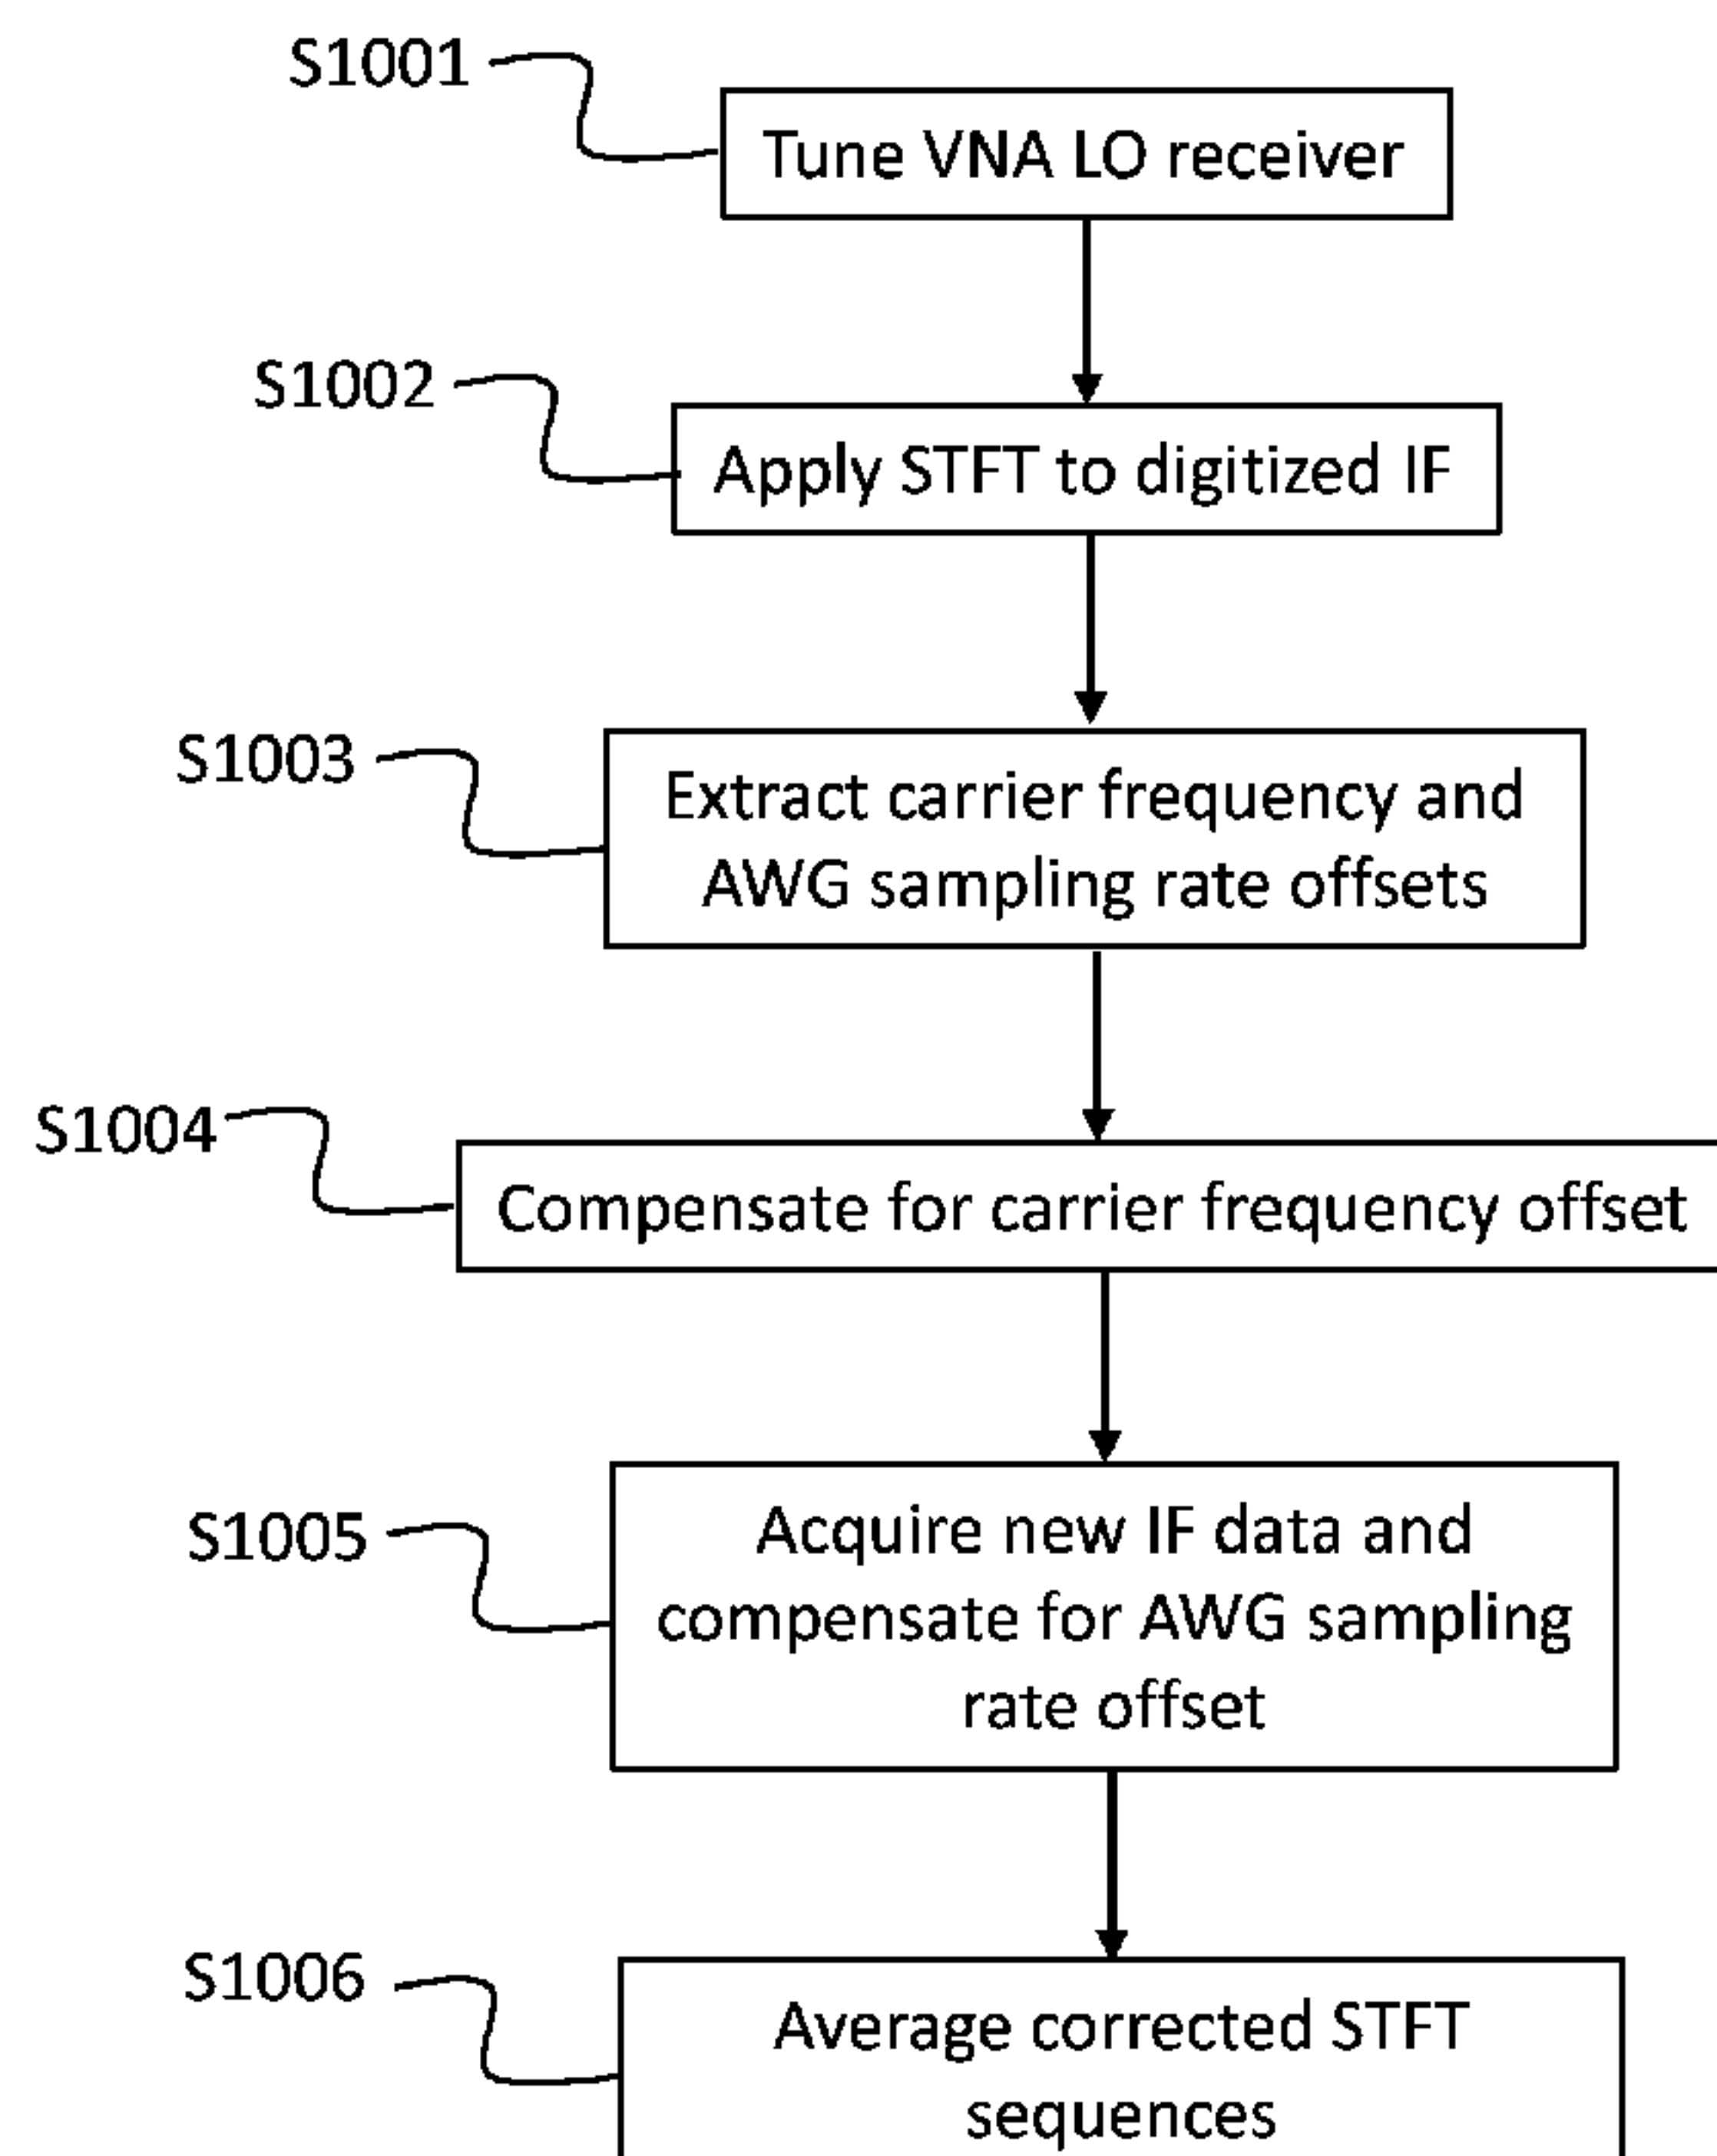 S1001
Tune VNA LO receiver
S1002
Apply STFT to digitized IF
S1003
Extract carrier frequency and
AWG sampling rate offsets
S1004
Compensate for carrier frequency offset
S1005
Acquire new IF data and
compensate for AWG sampling
rate offset
S1006
Average corrected STFT
sequences